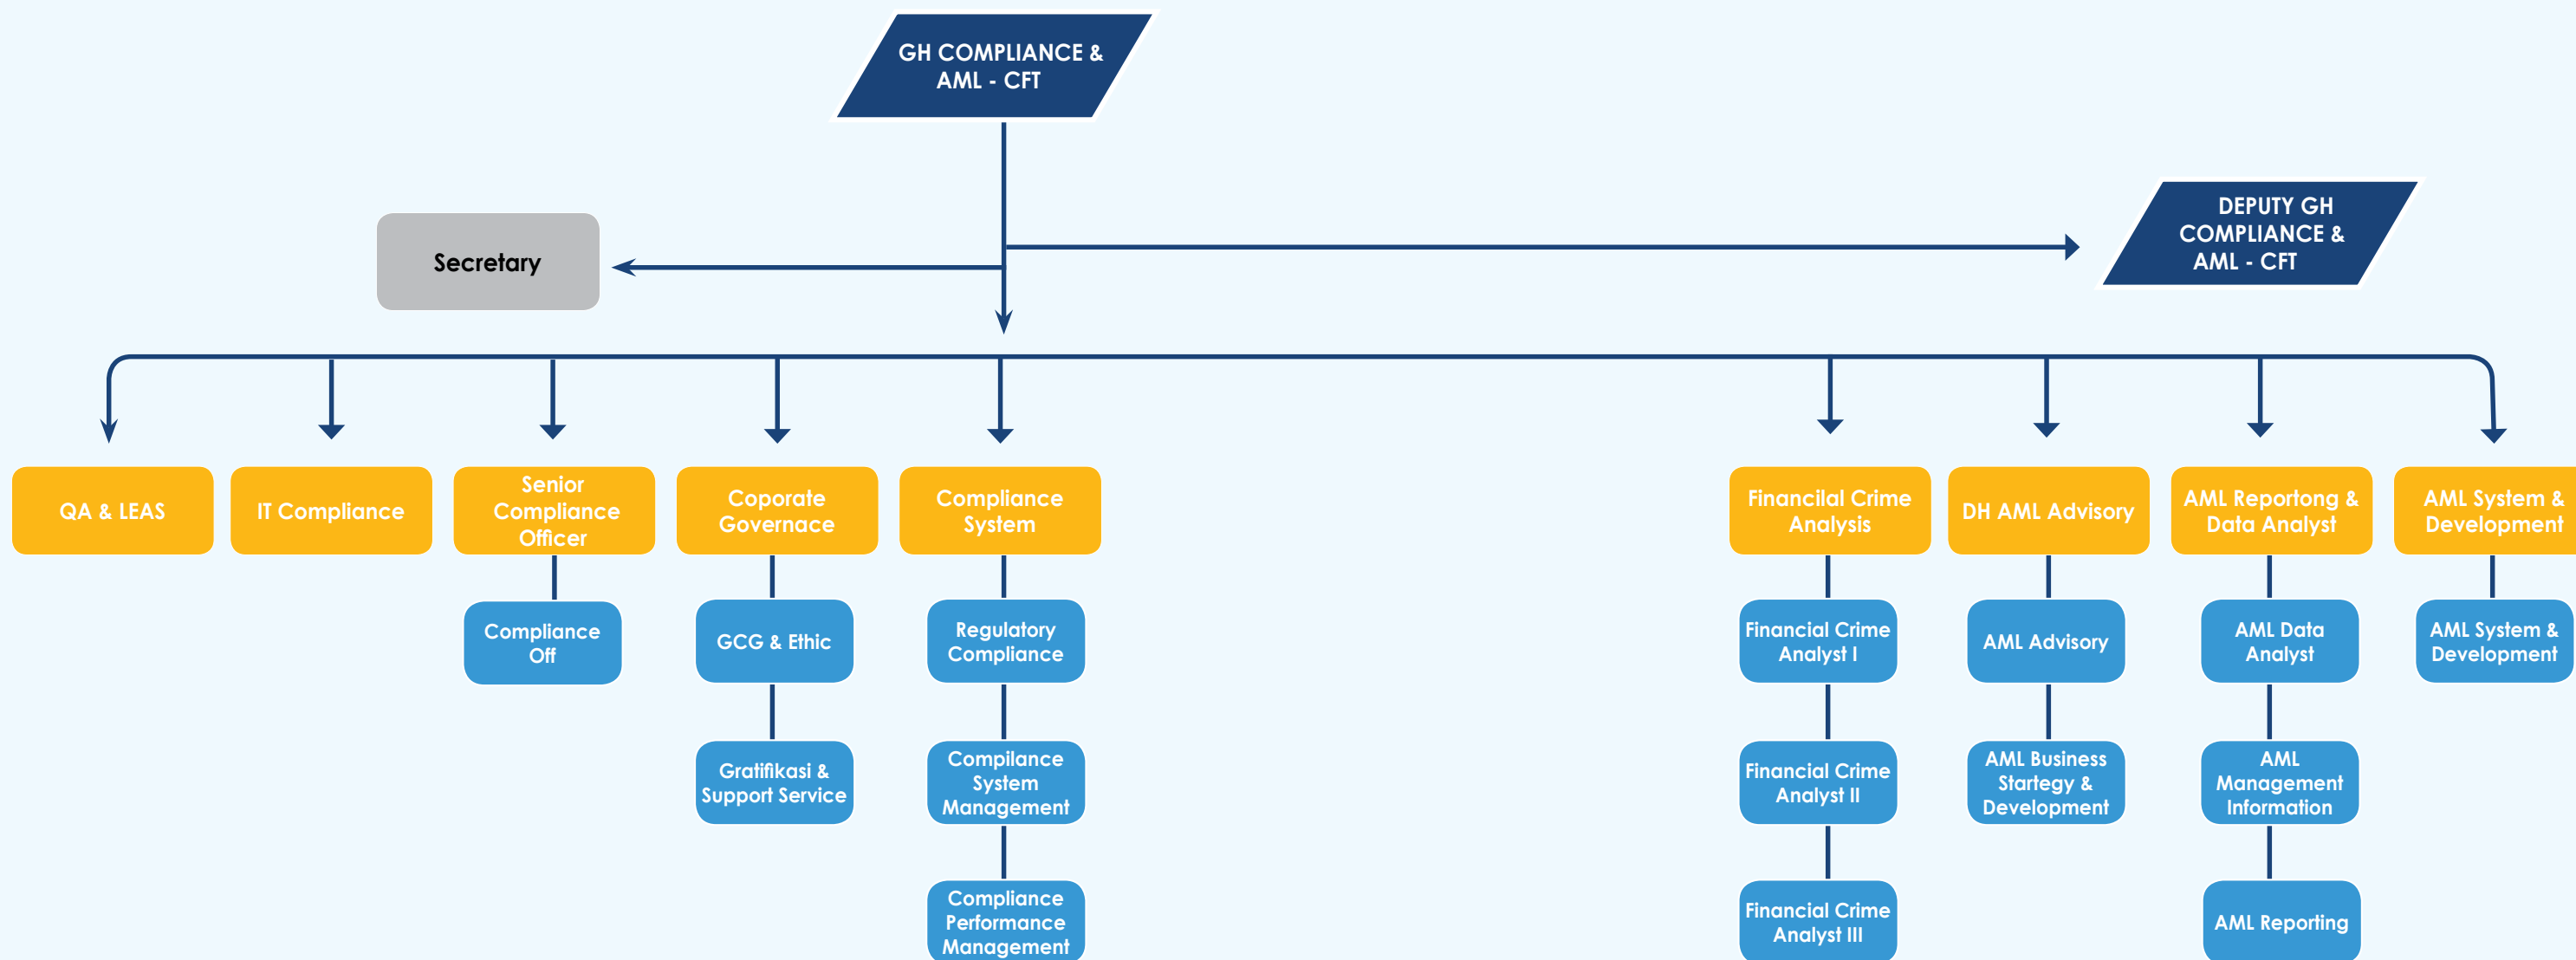 GH COMPLIANCE &
AML - CFT
DEPUTY GH
COMPLIANCE &
AML - CFT
Secretary
QA & LEAS
IT Compliance
Senior
Compliance
Officer
Coporate
Governace
Compliance
System
Financilal Crime
Analysis
DH AML Advisory
AML Reportong &
Data Analyst
AML System &
Development
Compliance
Off
GCG & Ethic
Regulatory
Compliance
Financial Crime
Analyst I
AML Advisory
AML Data
Analyst
AML System &
Development
Gratifikasi &
Support Service
Compilance
System
Management
Financial Crime
Analyst II
AML Business
Startegy &
Development
AML
Management
Information
Compliance
Performance
Management
Financial Crime
Analyst III
AML Reporting